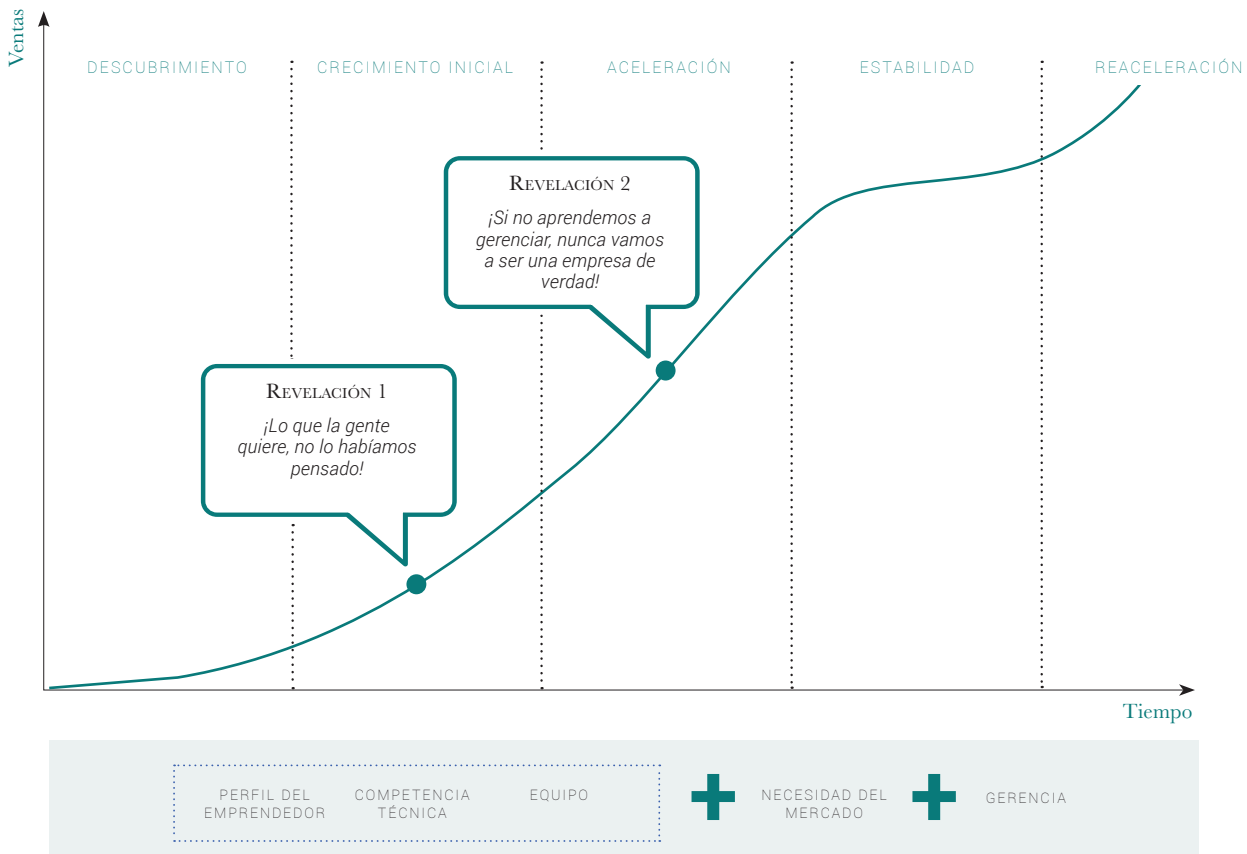 Ventas
DESCUBRIMIENTO
CRECIMIENTO INICIAL
ACELERACIÓN
ESTABILIDAD
REACELERACIÓN
REVELACIÓN 2
¡Si no aprendemos a
gerenciar, nunca vamos
a ser una empresa de
verdad!
REVELACIÓN 1
¡Lo que la gente
quiere, no lo habíamos
pensado!
Tiempo
PERFIL DEL
EMPRENDEDOR
COMPETENCIA
TÉCNICA
EQUIPO
NECESIDAD DEL
MERCADO
GERENCIA